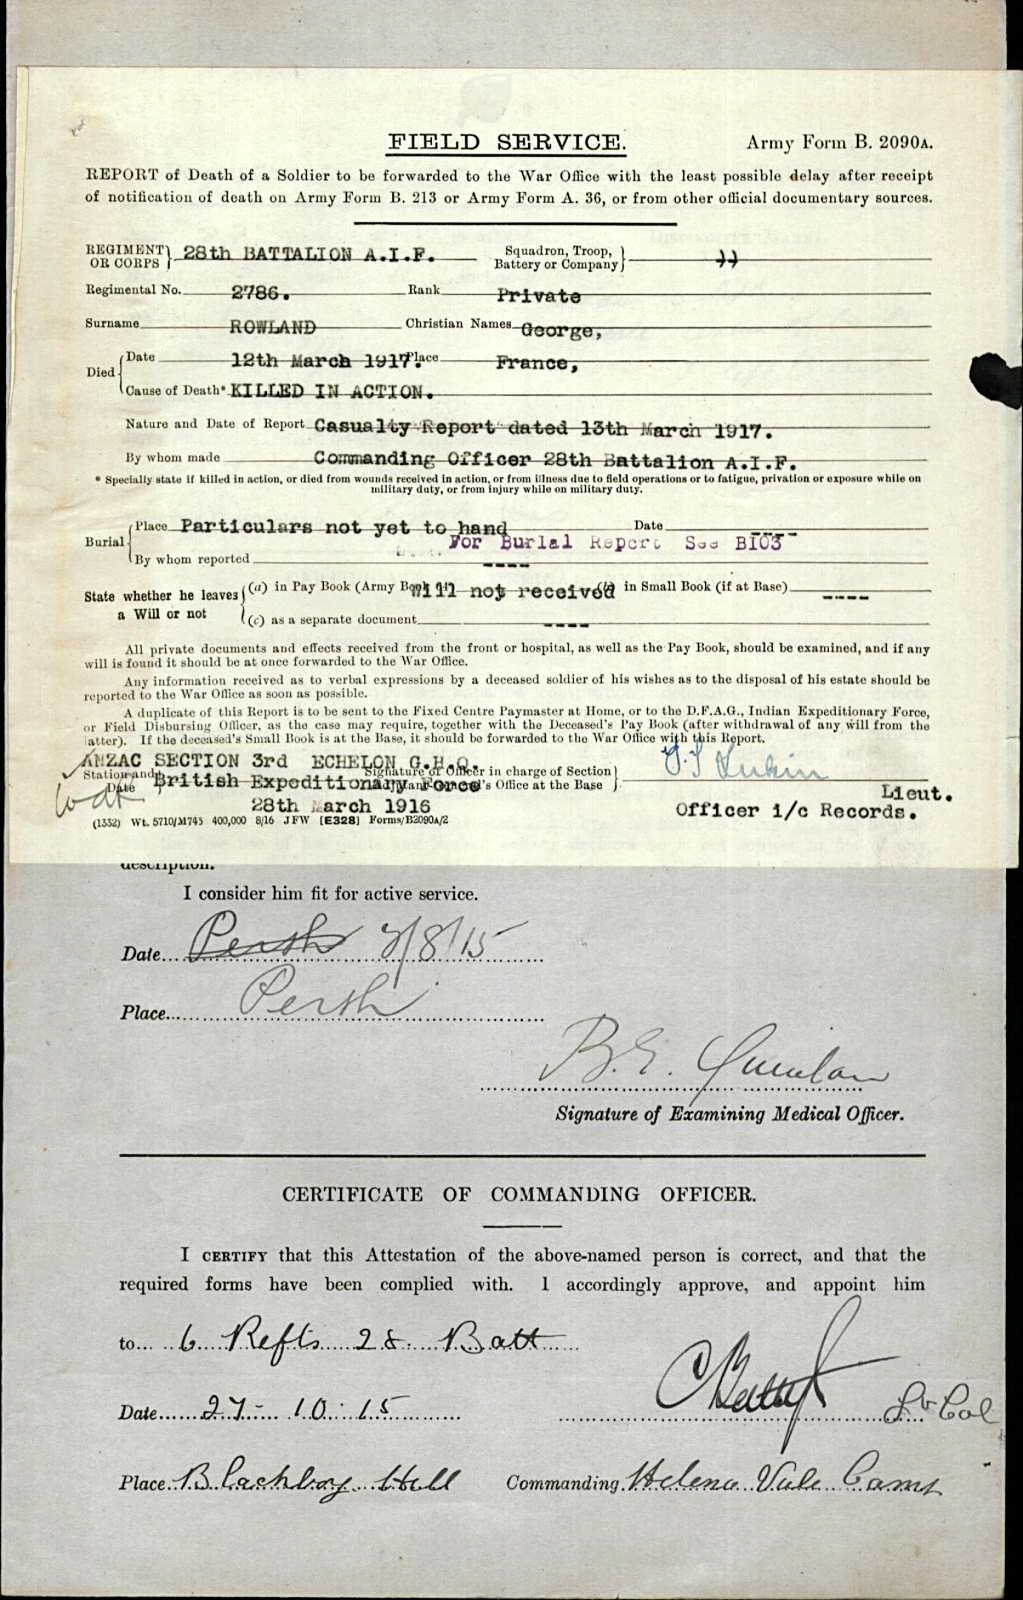 FIELD SERVICE.
Army Form B. 2090A.
REPORT of Death of a Soldier to be forwarded to the War Office with the least possible delay after receipt
of notification of death on Army Form B. 213 or Army Form A. 36, or from other official documentary sources.
REGIMENT OR CORPS } 28th BATTALION A.I.F. Squadron, Troop, Battery or Company } ))
Regimental No. 2786. Rank Private
Surname ROWLAND Christian Names George,
Died { Date 12th March 1917. Place France,
Cause of Death* KILLED IN ACTION.
Nature and Date of Report Casualty Report dated 13th March 1917.
By whom made Commanding Officer 28th Battalion A.I.F.
* Specially state if killed in action, or died from wounds received in action, or from illness due to field operations or to fatigue, privation or exposure while on
military duty, or from injury while on military duty.
Burial { Place Particulars not yet to hand Date ----
For Burial Report See B103
By whom reported ----
State whether he leaves a Will or not { (a) in Pay Book (Army Book Will not received (b) in Small Book (if at Base) ----
(c) as a separate document ----
All private documents and effects received from the front or hospital, as well as the Pay Book, should be examined, and if any
will is found it should be at once forwarded to the War Office.
Any information received as to verbal expressions by a deceased soldier of his wishes as to the disposal of his estate should be
reported to the War Office as soon as possible.
A duplicate of this Report is to be sent to the Fixed Centre Paymaster at Home, or to the D.F.A.G., Indian Expeditionary Force,
or Field Disbursing Officer, as the case may require, together with the Deceased's Pay Book (after withdrawal of any will from the
latter). If the deceased's Small Book is at the Base, it should be forwarded to the War Office with this Report.
ANZAC SECTION 3rd ECHELON G.H.Q.
Station and Date } British Expeditionary Force Signature of Officer in charge of Section Adjutant-General's Office at the Base }
28th March 1916
Lieut.
Officer i/c Records.
(1332) Wt. 5710/M745 400,000 8/16 JFW [E328] Forms/B2090A/2
description.
I consider him fit for active service.
Date Perth 7/8/15
Place Perth
B. E. Quinlan
Signature of Examining Medical Officer.
CERTIFICATE OF COMMANDING OFFICER.
I CERTIFY that this Attestation of the above-named person is correct, and that the
required forms have been complied with. I accordingly approve, and appoint him
to 6 Refts 28 Batt
Date 27 - 10 - 15 Lt Col
Place Blackboy Hill Commanding Helena Vale Camp